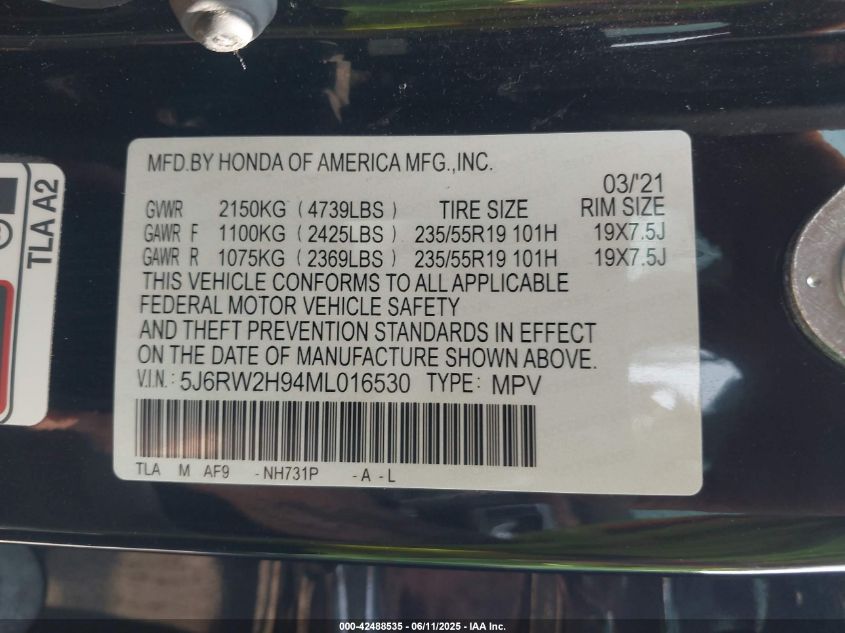 MFD.BY HONDA OF AMERICA MFG.,INC.
03/'21
GVWR 2150KG (4739LBS) TIRE SIZE RIM SIZE
GAWR F 1100KG (2425LBS) 235/55R19 101H 19X7.5J
GAWR R 1075KG (2369LBS) 235/55R19 101H 19X7.5J
THIS VEHICLE CONFORMS TO ALL APPLICABLE
FEDERAL MOTOR VEHICLE SAFETY
AND THEFT PREVENTION STANDARDS IN EFFECT
ON THE DATE OF MANUFACTURE SHOWN ABOVE.
V.I.N.: 5J6RW2H94ML016530 TYPE: MPV
TLA M AF9 -NH731P -A -L
TLA A2
000-42488535 - 06/11/2025 - IAA Inc.